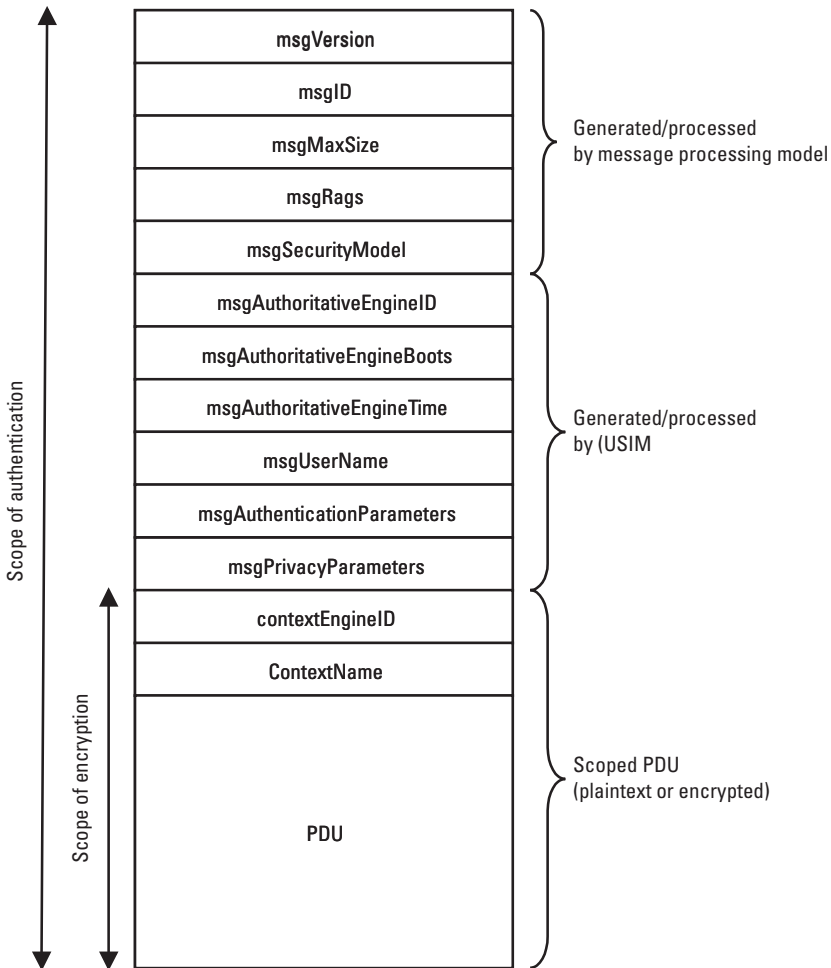 msgVersion
msgID
msgMaxSize
msgRags
msgSecurityModel
Generated/processed
by message processing model
msgAuthoritativeEngineID
msgAuthoritativeEngineBoots
msgAuthoritativeEngineTime
msgUserName
msgAuthenticationParameters
msgPrivacyParameters
Generated/processed
by (USIM
contextEngineID
ContextName
PDU
Scoped PDU
(plaintext or encrypted)
Scope of authentication
Scope of encryption